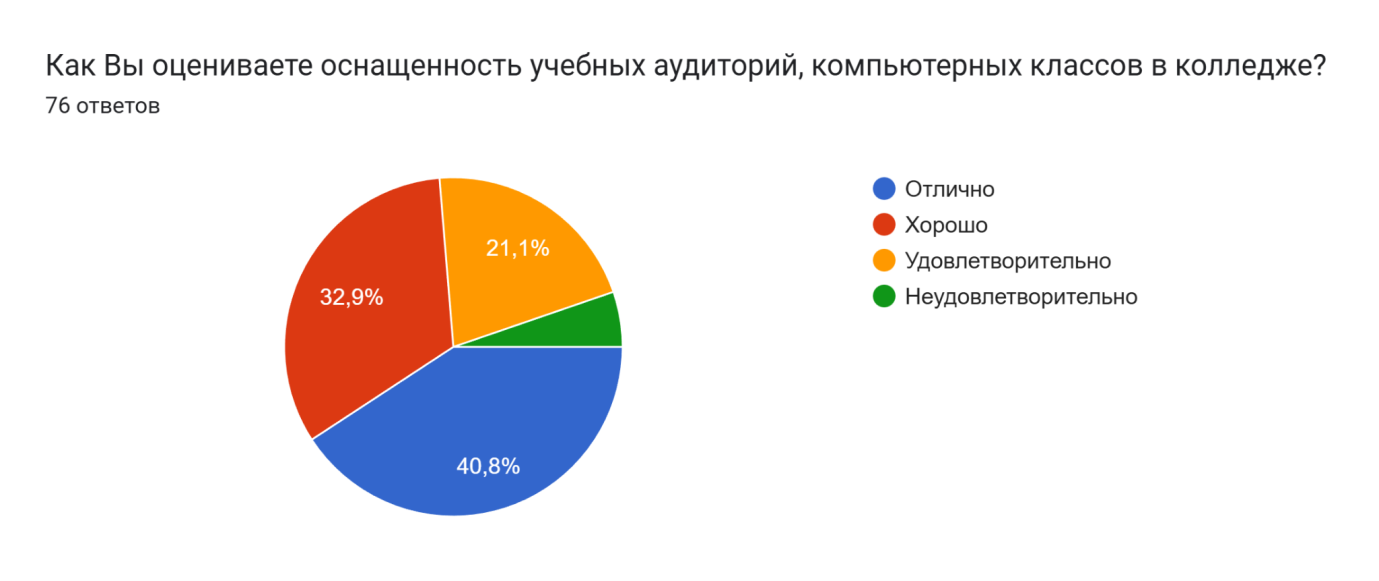 Как Вы оцениваете оснащенность учебных аудиторий, компьютерных классов в колледже?
76 ответов
Отлично
Хорошо
Удовлетворительно
Неудовлетворительно
21,1%
32,9%
40,8%